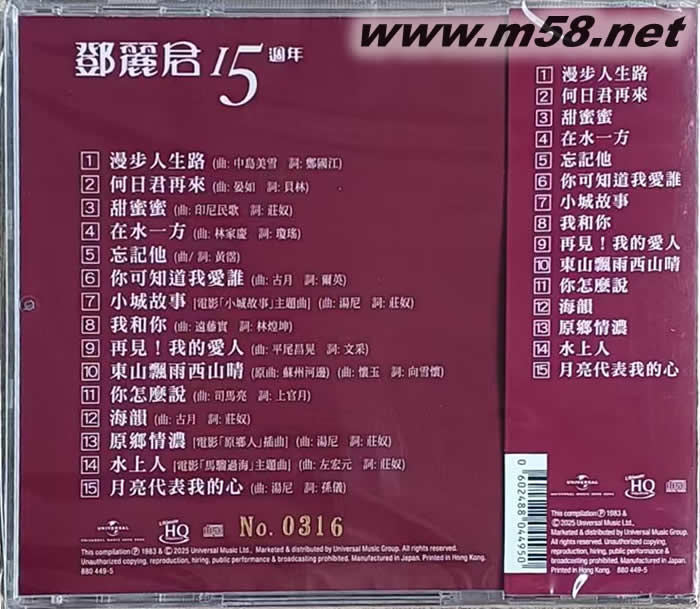 www.m58.net
鄧麗君 15 週年
1 漫步人生路 (曲: 中島美雪 詞: 鄭國江)
2 何日君再來 (曲: 晏如 詞: 貝林)
3 甜蜜蜜 (曲: 印尼民歌 詞: 莊奴)
4 在水一方 (曲: 林家慶 詞: 瓊瑤)
5 忘記他 (曲/詞: 黃霑)
6 你可知道我愛誰 (曲: 古月 詞: 爾英)
7 小城故事 [電影「小城故事」主題曲] (曲: 湯尼 詞: 莊奴)
8 我和你 (曲: 遠藤實 詞: 林煌坤)
9 再見！我的愛人 (曲: 平尾昌晃 詞: 文采)
10 東山飄雨西山晴 (原曲: 蘇州河邊) (曲: 懷玉 詞: 向雪懷)
11 你怎麼說 (曲: 司馬亮 詞: 上官月)
12 海韻 (曲: 古月 詞: 莊奴)
13 原鄉情濃 [電影「原鄉人」插曲] (曲: 湯尼 詞: 莊奴)
14 水上人 [電影「馬騮過海」主題曲] (曲: 左宏元 詞: 莊奴)
15 月亮代表我的心 (曲: 湯尼 詞: 孫儀)
UNIVERSAL
HQ
No. 0316
This compilation Ⓟ 1983 & Ⓒ 2025 Universal Music Ltd., Marketed & distributed by Universal Music Group. All rights reserved.
Unauthorized copying, reproduction, hiring, public performance & broadcasting prohibited. Manufactured in Japan. Printed in Hong Kong.
880 449-5
1 漫步人生路
2 何日君再來
3 甜蜜蜜
4 在水一方
5 忘記他
6 你可知道我愛誰
7 小城故事
8 我和你
9 再見！我的愛人
10 東山飄雨西山晴
11 你怎麼說
12 海韻
13 原鄉情濃
14 水上人
15 月亮代表我的心
0 602488 044950
UNIVERSAL
HQ
This compilation Ⓟ 1983 &
Ⓒ 2025 Universal Music Ltd.,
Marketed & distributed by Universal Music Group.
All rights reserved. Unauthorized copying,
reproduction, hiring, public performance &
broadcasting prohibited. Manufactured in Japan.
Printed in Hong Kong.
880 449-5